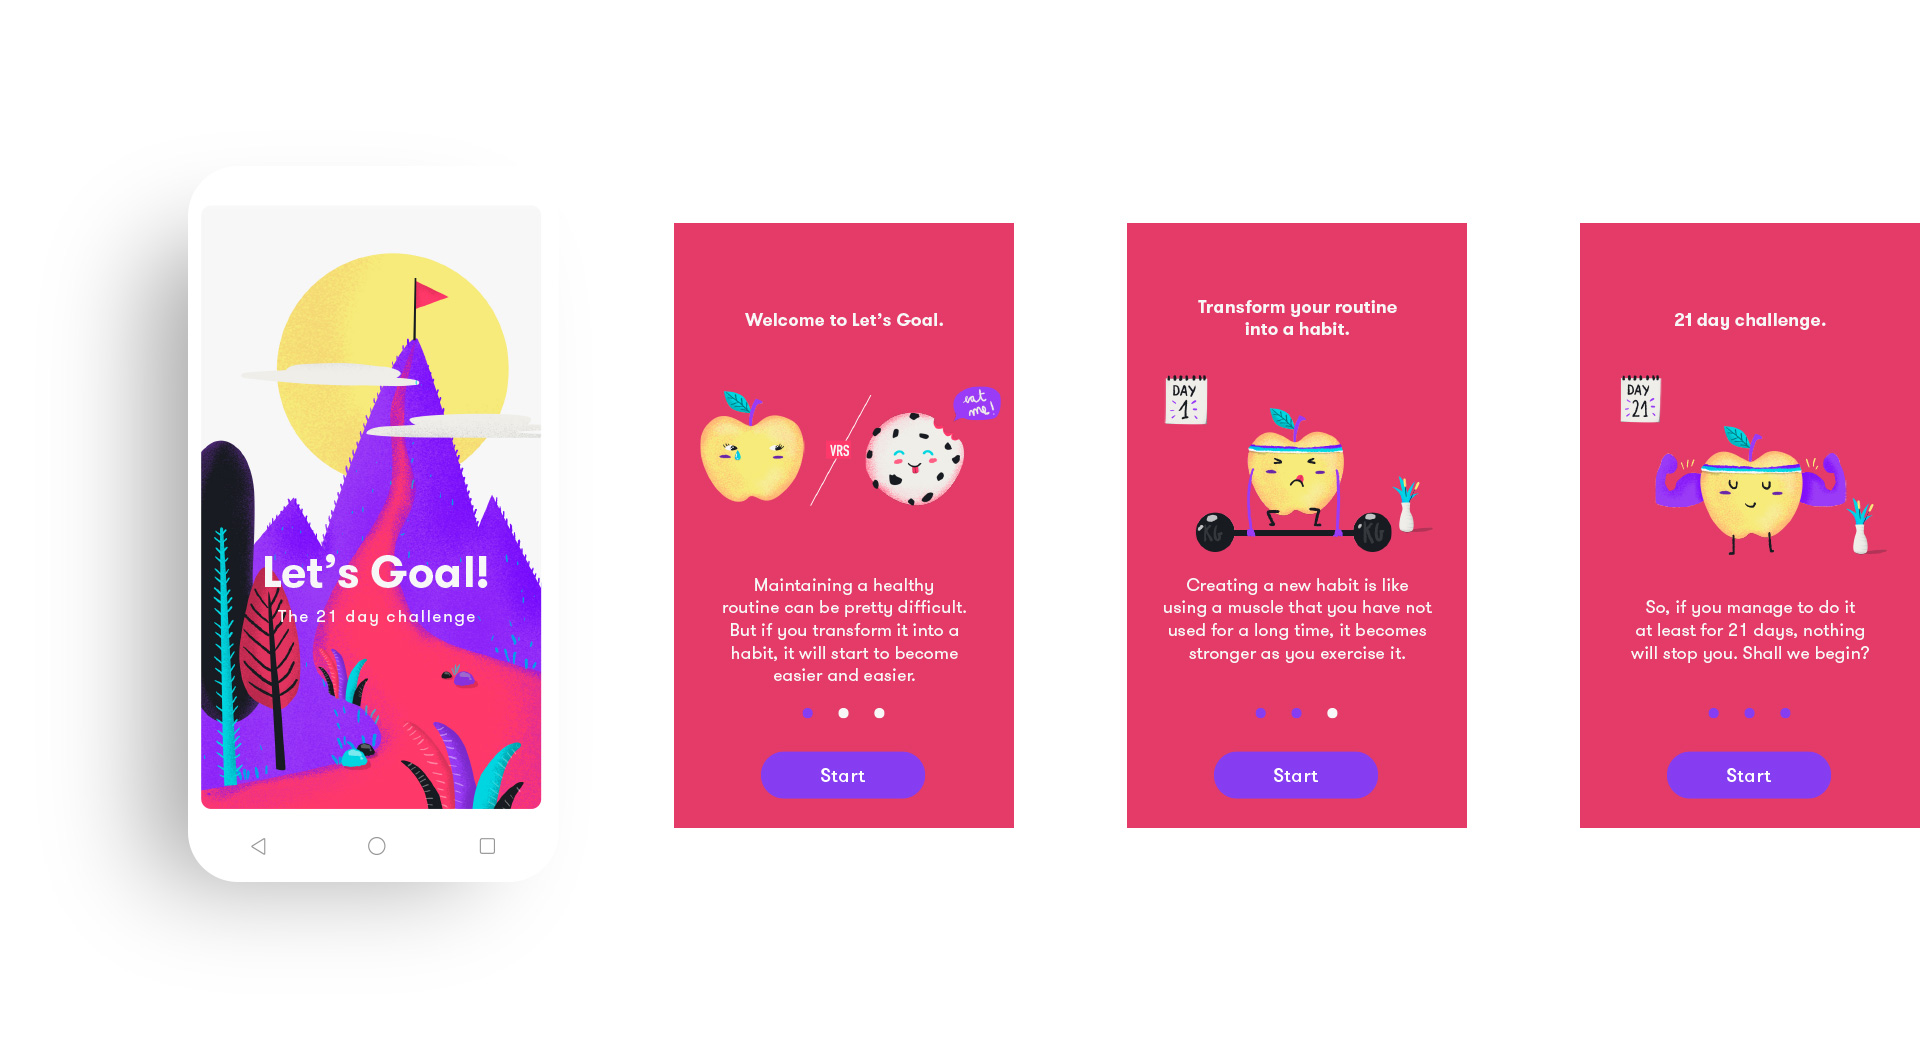 Let's Goal!
The 21 day challenge
Welcome to Let's Goal.
VRS
eat
me!
Maintaining a healthy
routine can be pretty difficult.
But if you transform it into a
habit, it will start to become
easier and easier.
Start
Transform your routine
into a habit.
DAY
1
KG
KG
Creating a new habit is like
using a muscle that you have not
used for a long time, it becomes
stronger as you exercise it.
Start
21 day challenge.
DAY
21
So, if you manage to do it
at least for 21 days, nothing
will stop you. Shall we begin?
Start